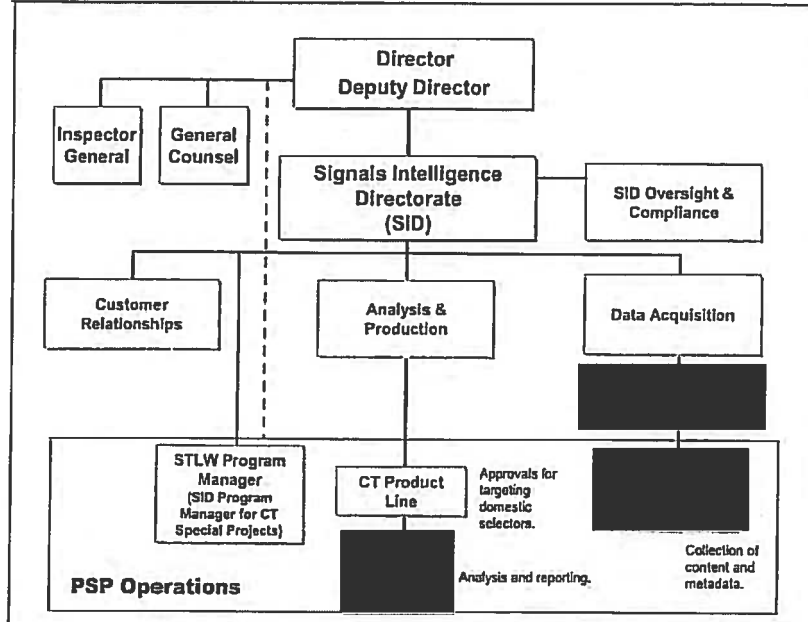 Director
Deputy Director
Inspector
General
General
Counsel
Signals Intelligence
Directorate
(SID)
SID Oversight &
Compliance
Customer
Relationships
Analysis &
Production
Data Acquisition
STLW Program
Manager
(SID Program
Manager for CT
Special Projects)
CT Product
Line
Approvals for
targeting
domestic
selectors.
Analysis and reporting.
Collection of
content and
metadata.
PSP Operations